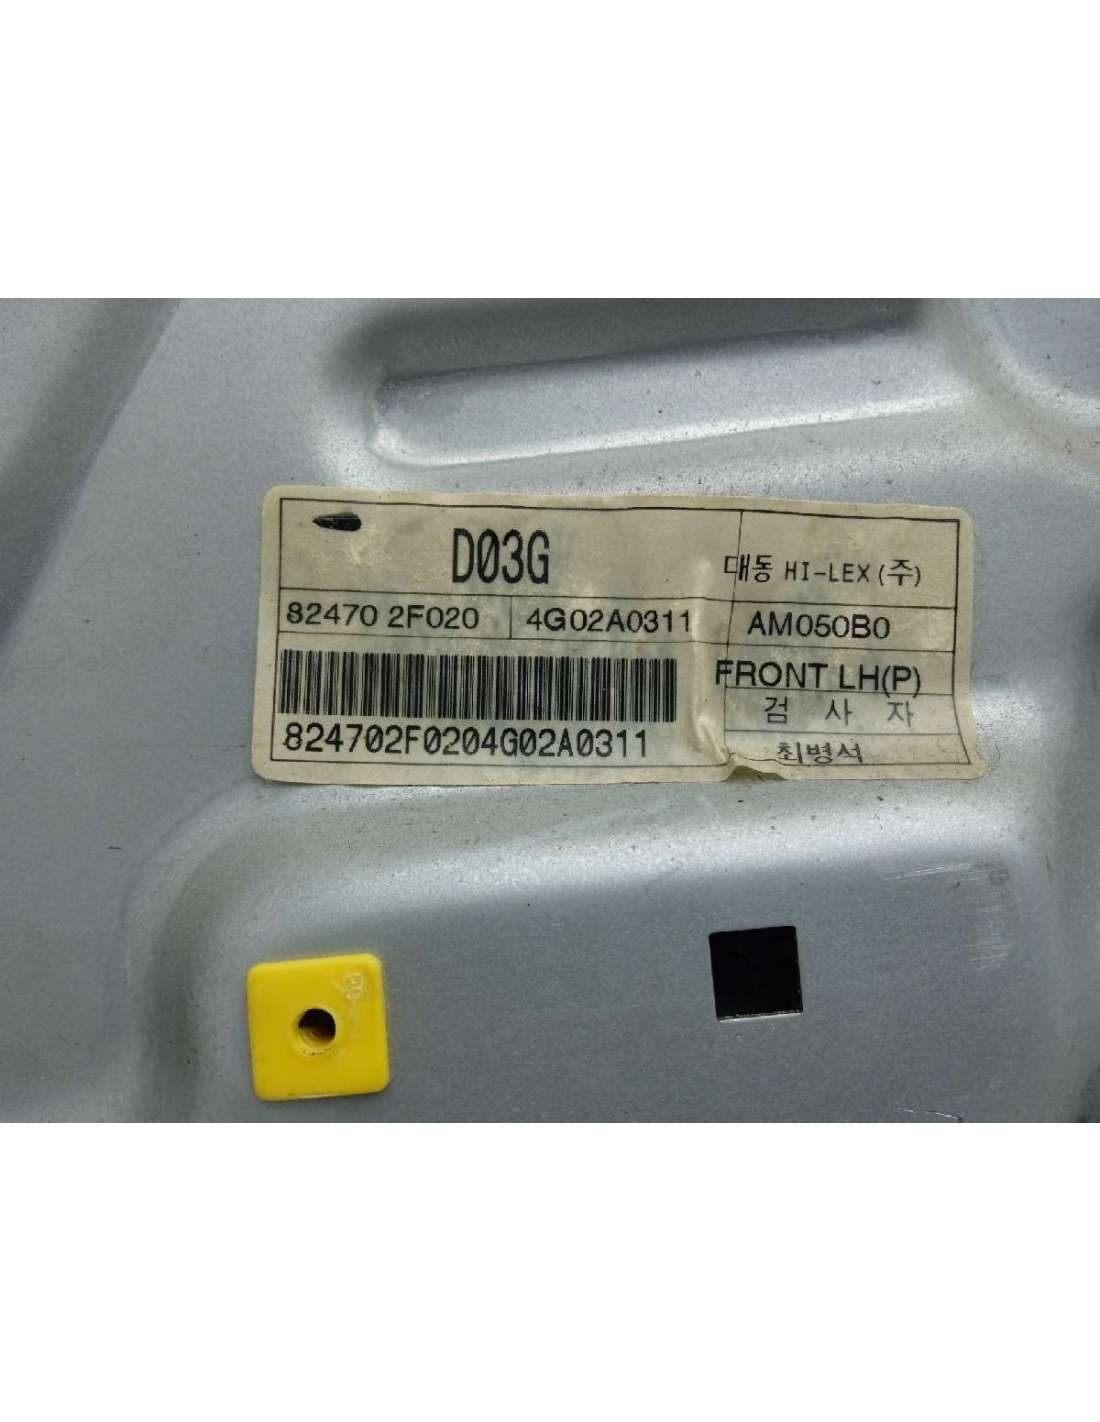 D03G
대동 HI-LEX (주)
82470 2F020 4G02A0311 AM050B0
FRONT LH(P)
검 사 자
824702F0204G02A0311
최병석